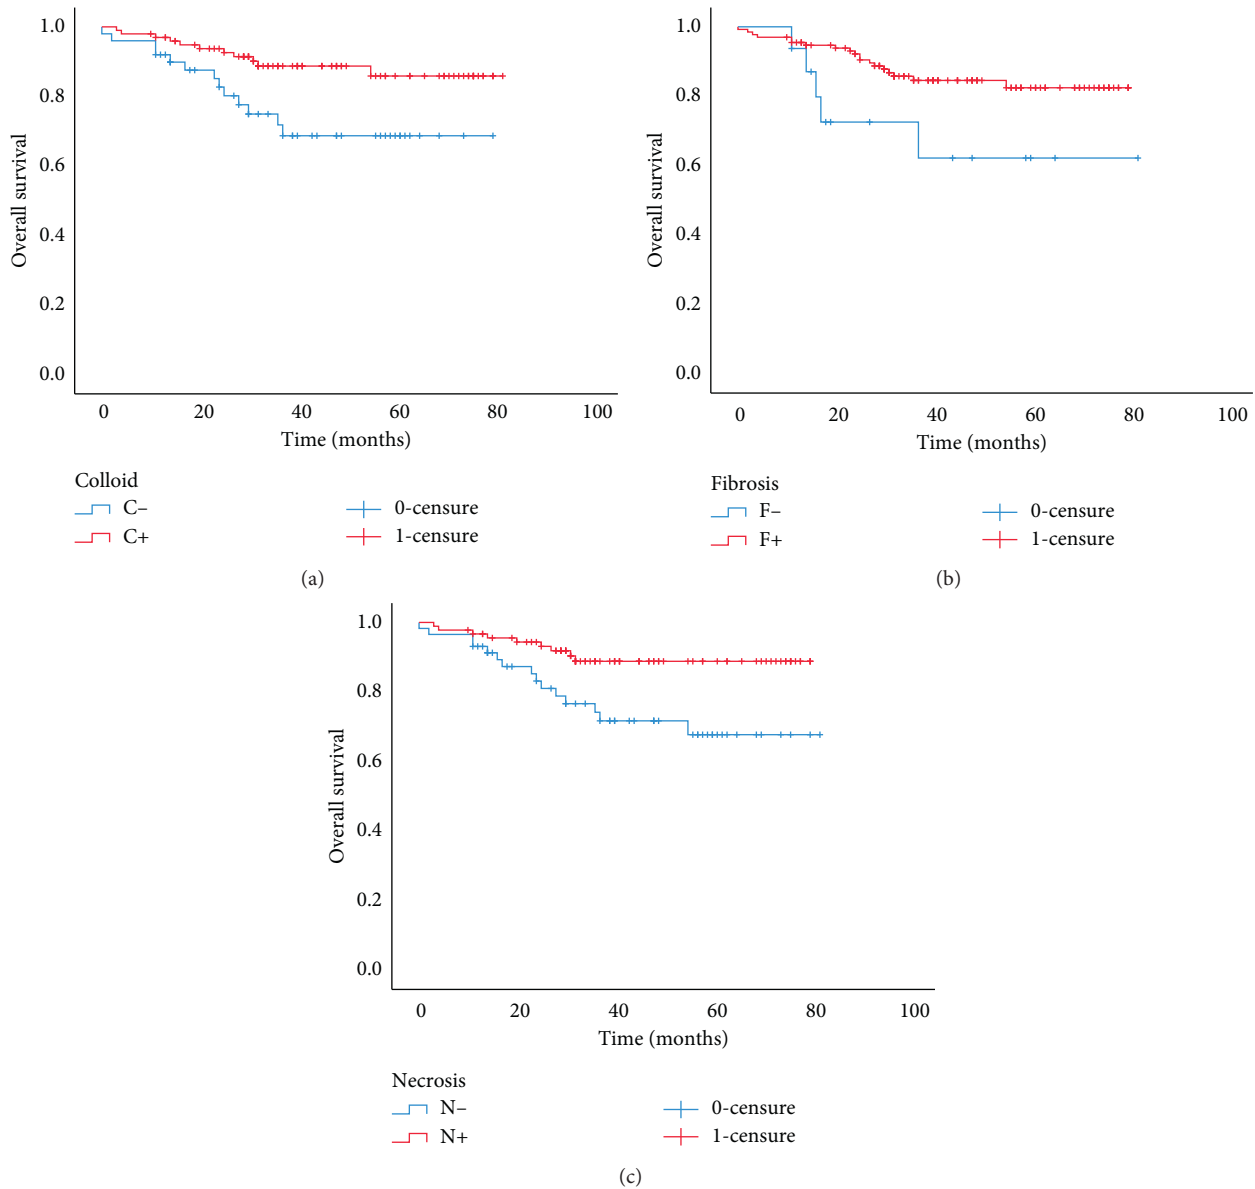 1.0
0.8
0.6
0.4
0.2
0.0
Overall survival
0 20 40 60 80 100
Time (months)
Colloid
C– 0-censure
C+ 1-censure
(a)
1.0
0.8
0.6
0.4
0.2
0.0
Overall survival
0 20 40 60 80 100
Time (months)
Fibrosis
F– 0-censure
F+ 1-censure
(b)
1.0
0.8
0.6
0.4
0.2
0.0
Overall survival
0 20 40 60 80 100
Time (months)
Necrosis
N– 0-censure
N+ 1-censure
(c)